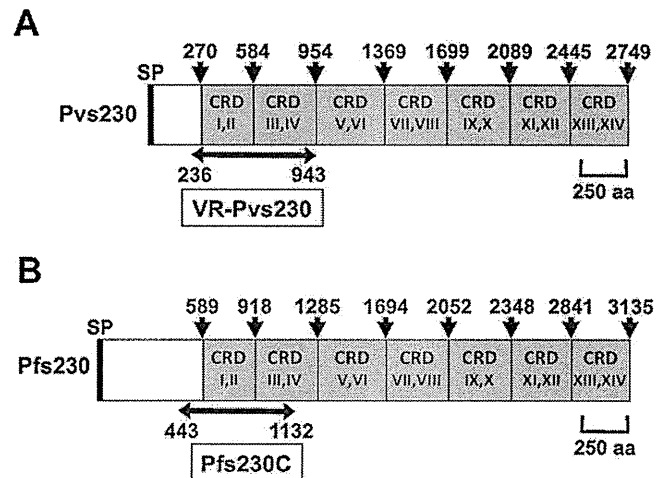 A
270 584 954 1369 1699 2089 2445 2749
SP
Pvs230
CRD CRD CRD CRD CRD CRD CRD
I,II III,IV V,VI VII,VIII IX,X XI,XII XIII,XIV
236 943
250 aa
VR-Pvs230
B
589 918 1285 1694 2052 2348 2841 3135
SP
Pfs230
CRD CRD CRD CRD CRD CRD CRD
I,II III,IV V,VI VII,VIII IX,X XI,XII XIII,XIV
443 1132
250 aa
Pfs230C